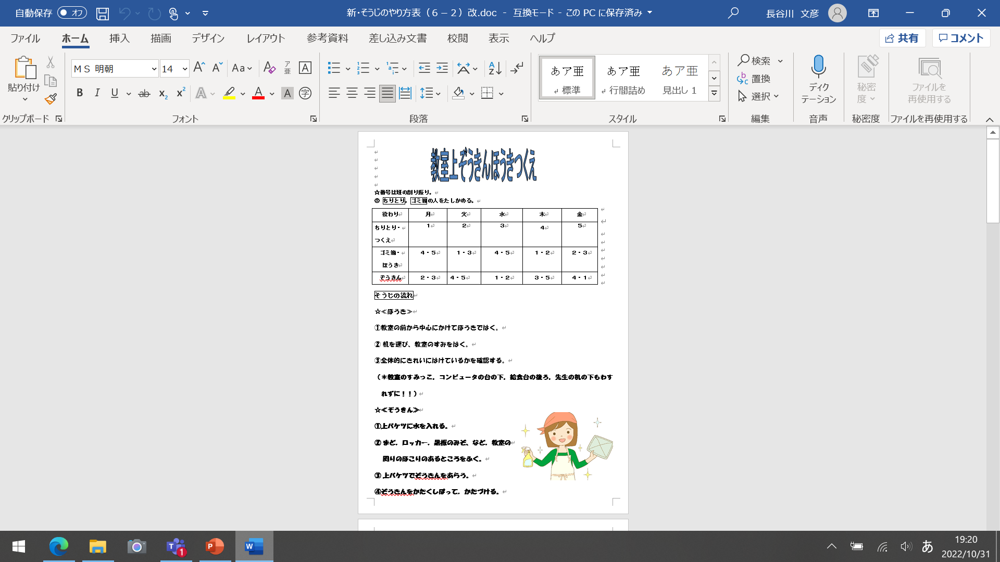 自動保存 オフ 新・そうじのやり方表（６－２）改.doc - 互換モード - この PC に保存済み 長谷川 文彦
ファイル ホーム 挿入 描画 デザイン レイアウト 参考資料 差し込み文書 校閲 表示 ヘルプ 共有 コメント
貼り付け
ＭＳ 明朝 14 Aa ア亜 A
B I U ab x₂ x² A A A 字
あア亜 標準
あア亜 行間詰め
あア亜 見出し 1
検索
置換
選択
ディクテーション
秘密度
ファイルを再使用する
クリップボード フォント 段落 スタイル 編集 音声 秘密度 ファイルを再使用する
教室上ぞうきんほうきつくえ
☆番号は班の割り振り。
① ちりとり，ゴミ箱の人をたしかめる。
役わり 月 火 水 木 金
ちりとり・つくえ 1 2 3 4 5
ゴミ箱・ほうき 4・5 1・3 4・5 1・2 2・3
ぞうきん 2・3 4・5 1・2 3・5 4・1
そうじの流れ
☆≪ほうき≫
①教室の前から中心にかけてほうきではく。
② 机を運び、教室のすみをはく。
③全体的にきれいにはけているかを確認する。
（＊教室のすみっこ，コンピュータの台の下，給食台の後ろ，先生の机の下もわす
れずに！！）
☆≪ぞうきん≫
①上バケツに水を入れる。
② まど，ロッカー，黒板のみぞ、など，教室の
周りのほこりのあるところをふく。
③ 上バケツでぞうきんをあらう。
④ぞうきんをかたくしぼって，かたづける。
あ 19:20
2022/10/31